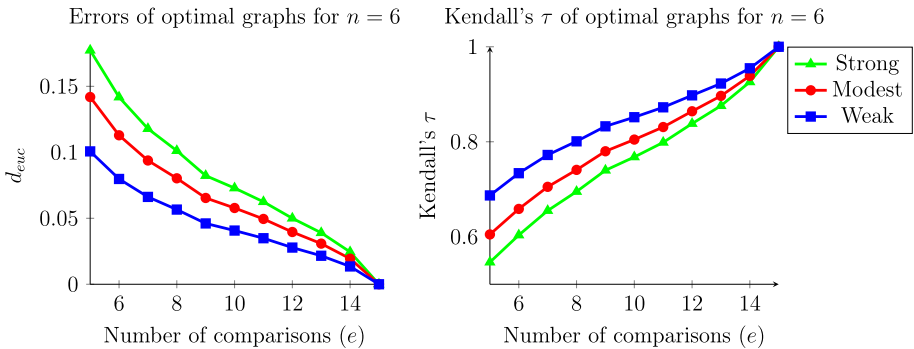 Errors of optimal graphs for n = 6
0.15
0.1
0.05
0
d_euc
6 8 10 12 14
Number of comparisons (e)
Kendall's τ of optimal graphs for n = 6
1
0.8
0.6
Kendall's τ
6 8 10 12 14
Number of comparisons (e)
Strong
Modest
Weak